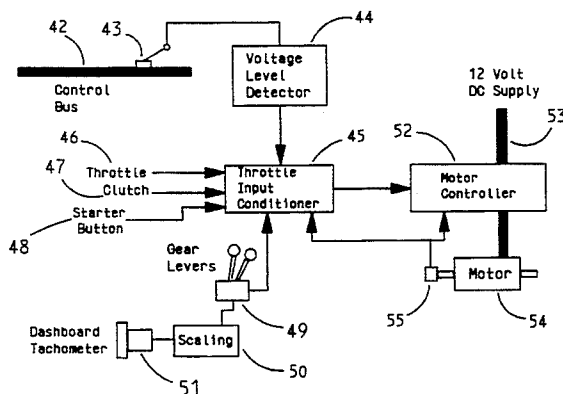 42
43
44
Voltage
Level
Detector
12 Volt
DC Supply
Control
Bus
46
45
52
53
47
Throttle
Clutch
Starter
Button
48
Throttle
Input
Conditioner
Motor
Controller
Gear
Levers
49
Motor
55
54
Dashboard
Tachometer
Scaling
51
50